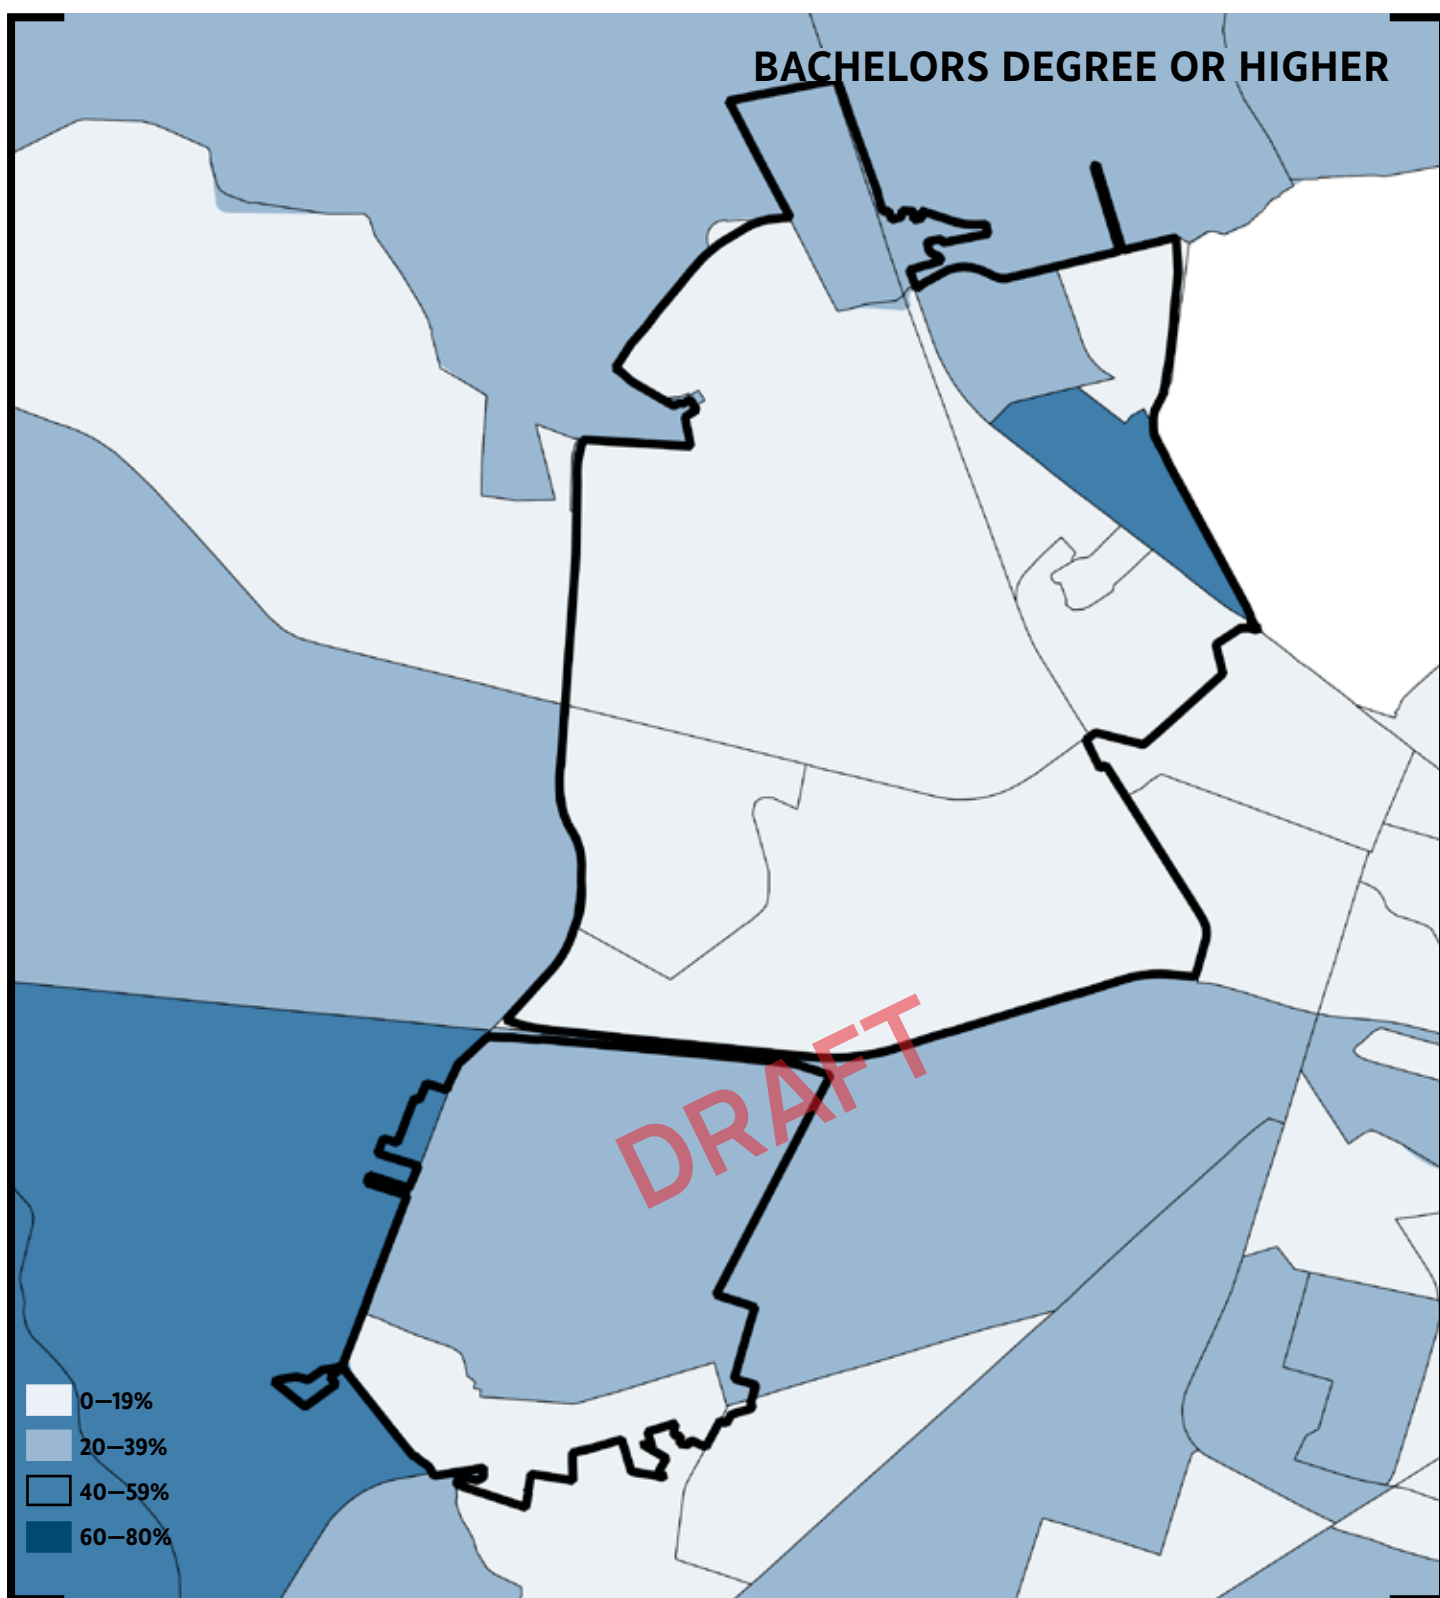 BACHELORS DEGREE OR HIGHER
DRAFT
0–19%
20–39%
40–59%
60–80%